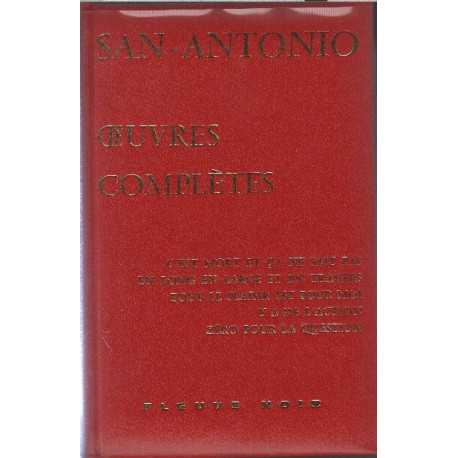 SAN-ANTONIO
ŒUVRES
COMPLÈTES
C'EST MORT ET ÇA NE SAIT PAS
EN LONG EN LARGE ET EN TRAVERS
TOUT LE PLAISIR EST POUR MOI
Y'A DE L'ACTION
ZÉRO POUR LA QUESTION
FLEUVE NOIR